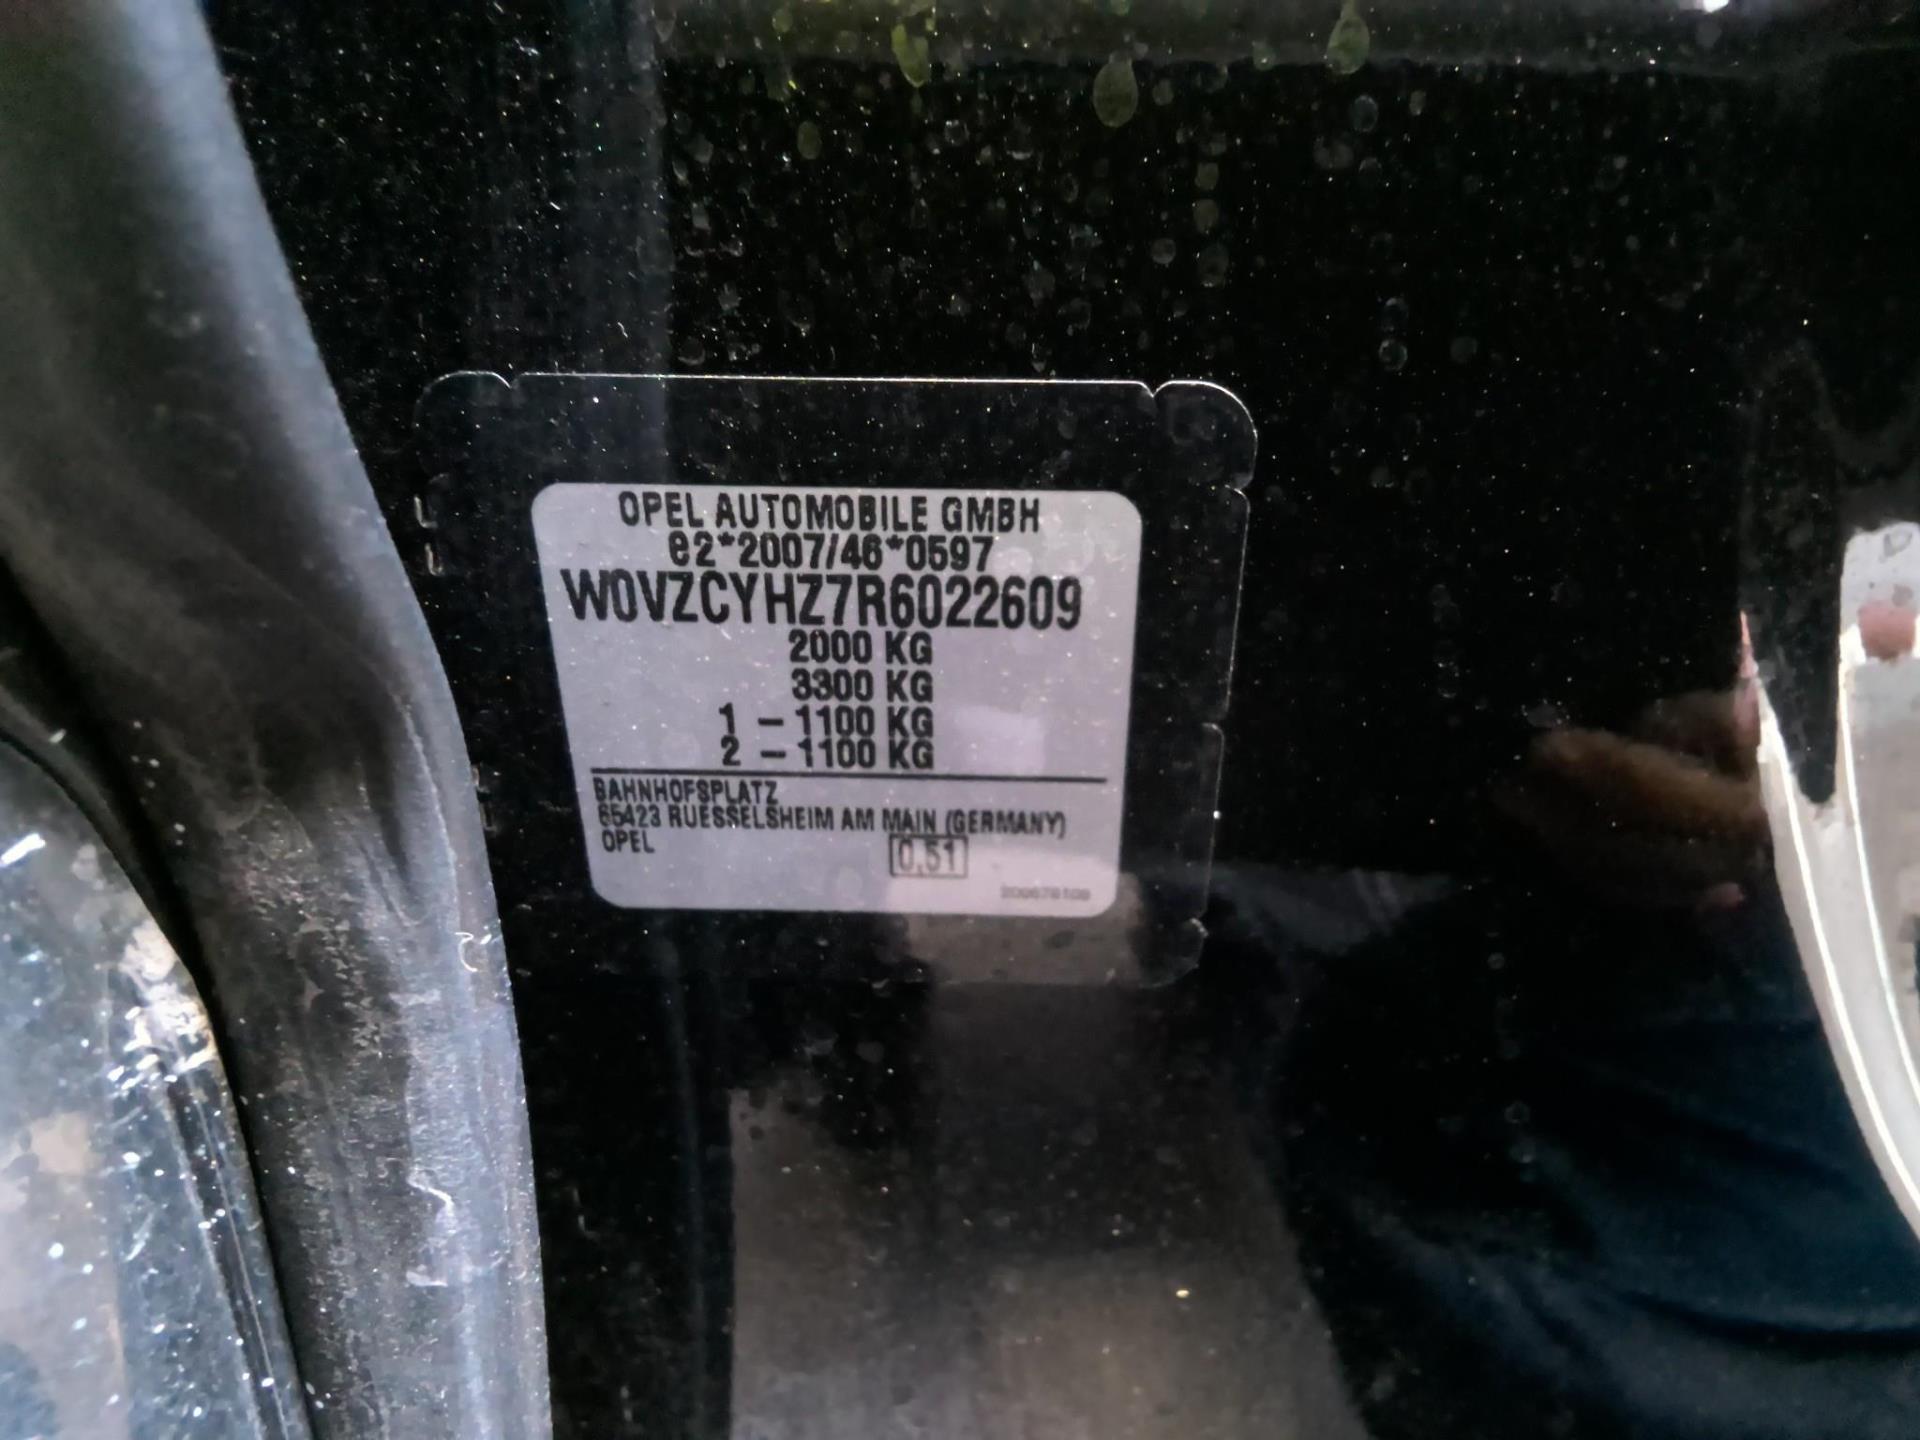 OPEL AUTOMOBILE GMBH
e2*2007/46*0597
W0VZCYHZ7R6022609
2000 KG
3300 KG
1 - 1100 KG
2 - 1100 KG
BAHNHOFSPLATZ
65423 RUESSELSHEIM AM MAIN (GERMANY)
OPEL
0.51